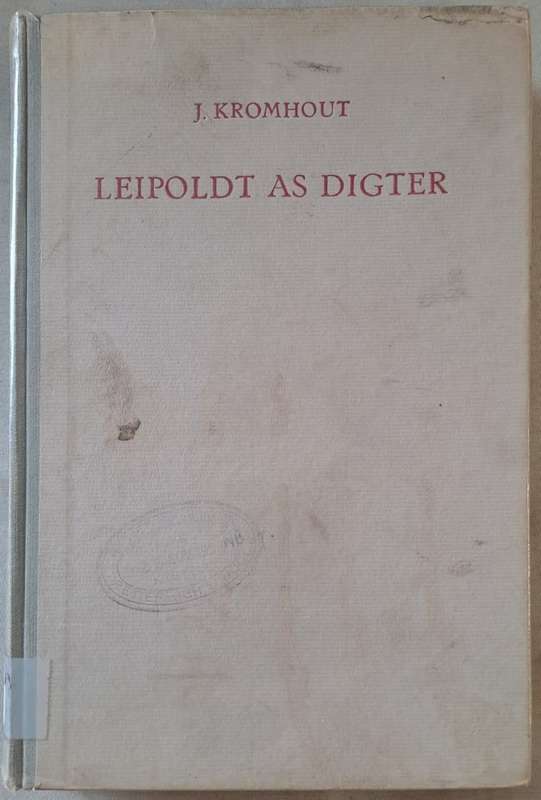 J. KROMHOUT
LEIPOLDT AS DIGTER